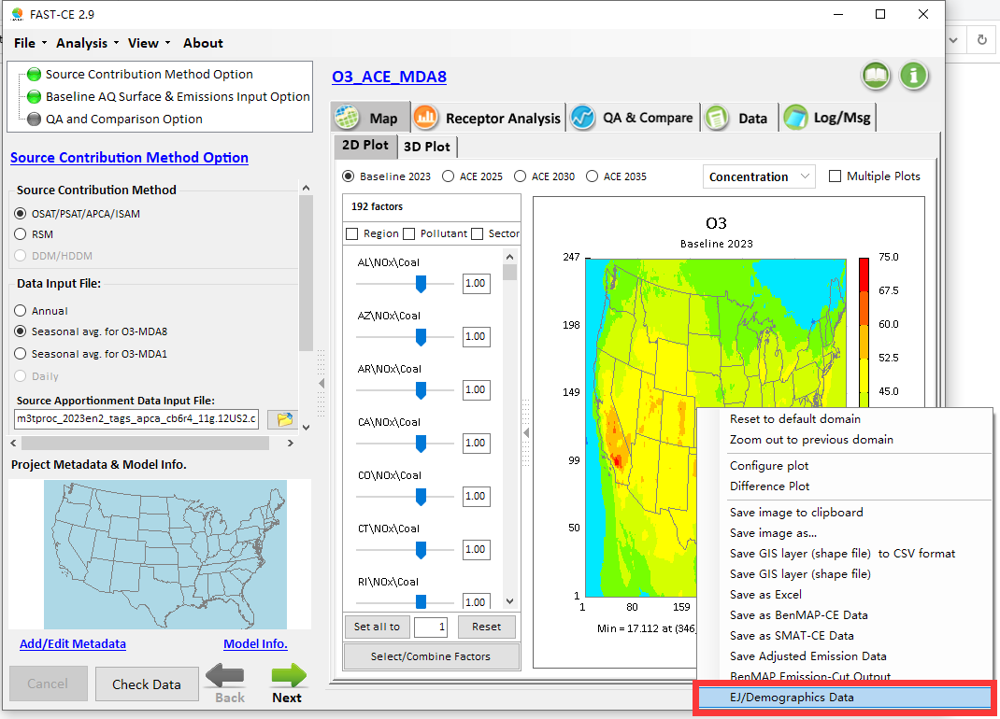 FAST-CE 2.9
File Analysis View About
Source Contribution Method Option
Baseline AQ Surface & Emissions Input Option
QA and Comparison Option
Source Contribution Method Option
Source Contribution Method
OSAT/PSAT/APCA/ISAM
RSM
DDM/HDDM
Data Input File:
Annual
Seasonal avg. for O3-MDA8
Seasonal avg. for O3-MDA1
Daily
Source Apportionment Data Input File:
m3tproc_2023en2_tags_apca_cb6r4_11g.12US2.c
Project Metadata & Model Info.
Add/Edit Metadata Model Info.
Cancel Check Data Back Next
O3_ACE_MDA8
Map Receptor Analysis QA & Compare Data Log/Msg
2D Plot 3D Plot
Baseline 2023 ACE 2025 ACE 2030 ACE 2035 Concentration Multiple Plots
192 factors
Region Pollutant Sector
AL\NOx\Coal
1.00
AZ\NOx\Coal
1.00
AR\NOx\Coal
1.00
CA\NOx\Coal
1.00
CO\NOx\Coal
1.00
CT\NOx\Coal
1.00
RI\NOx\Coal
1.00
Set all to 1 Reset
Select/Combine Factors
O3
Baseline 2023
247
198
149
99
50
1
1 80 159
75.0
67.5
60.0
52.5
45.0
Min = 17.112 at (346,
Reset to default domain
Zoom out to previous domain
Configure plot
Difference Plot
Save image to clipboard
Save image as...
Save GIS layer (shape file) to CSV format
Save GIS layer (shape file)
Save as Excel
Save as BenMAP-CE Data
Save as SMAT-CE Data
Save Adjusted Emission Data
BenMAP Emission-Cut Output
EJ/Demographics Data